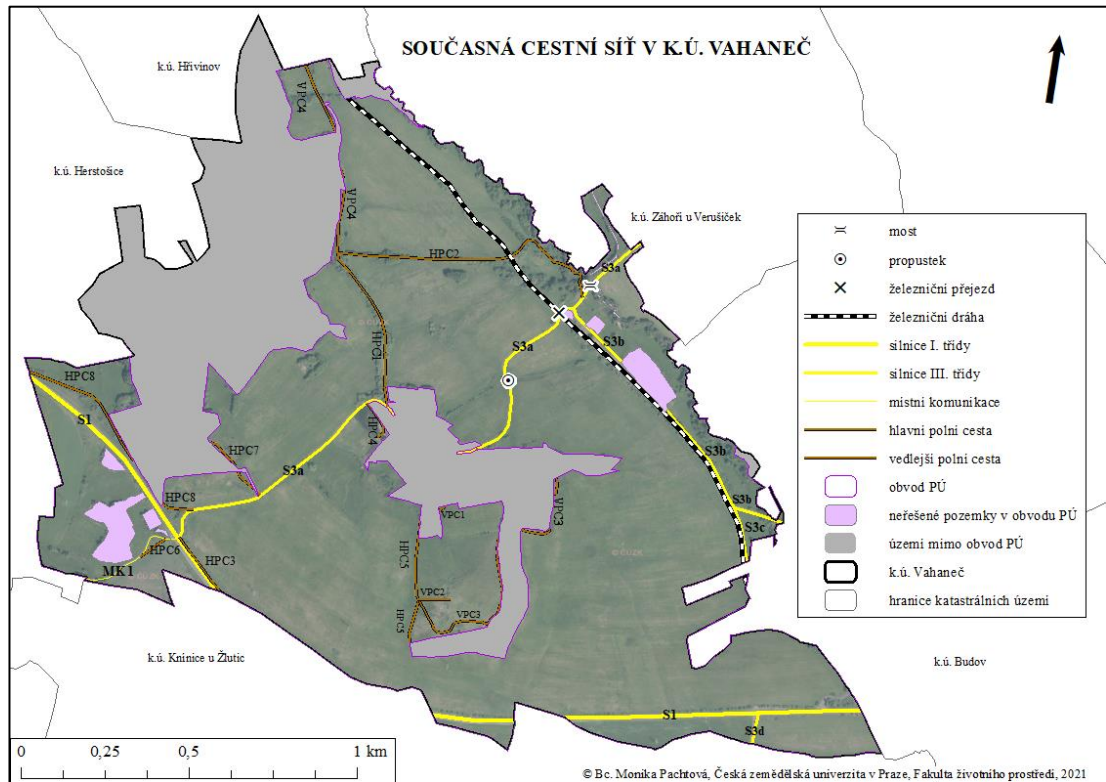 SOUČASNÁ CESTNÍ SÍŤ V K.Ú. VAHANEČ
k.ú. Hřivinov
VPC4
k.ú. Herstošice
VPC4
k.ú. Záhoří u Verušiček
HPC2
S3a
HPC1
S3a
S3b
HPC8
S1
HPC4
HPC7
S3a
S3b
HPC8
S3b
VPC1
VPC3
S3c
HPC6
HPC3
HPC5
MK1
VPC2
VPC3
HPC5
k.ú. Kninice u Žlutic
k.ú. Budov
S1
S3d
most
propustek
železniční přejezd
železniční dráha
silnice I. třídy
silnice III. třídy
místní komunikace
hlavní polní cesta
vedlejší polní cesta
obvod PÚ
neřešené pozemky v obvodu PÚ
území mimo obvod PÚ
k.ú. Vahaneč
hranice katastrálních území
0 0,25 0,5 1 km
© Bc. Monika Pachtová, Česká zemědělská univerzita v Praze, Fakulta životního prostředí, 2021